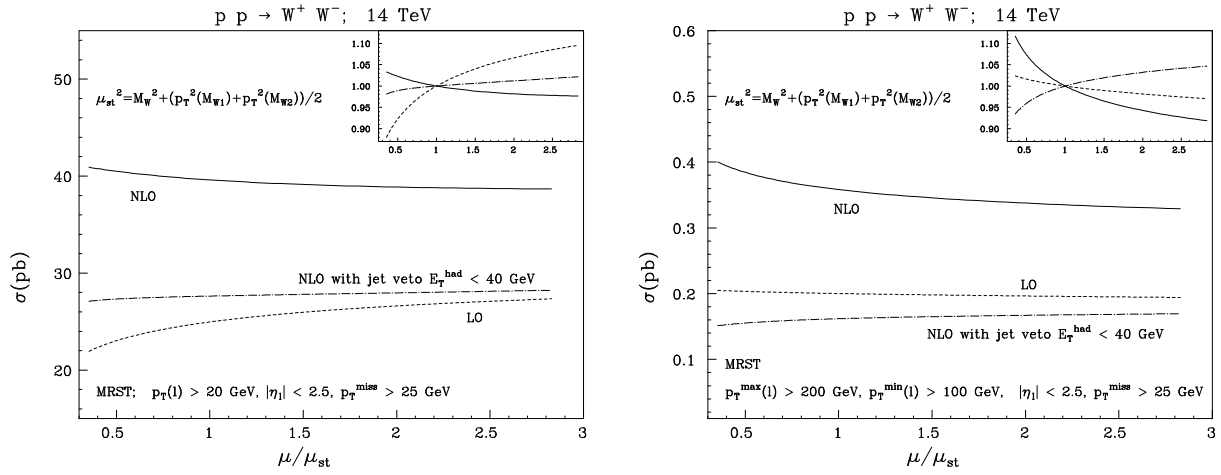 p p → W⁺ W⁻; 14 TeV
μ_st²=M_W²+(p_T²(M_W1)+p_T²(M_W2))/2
1.10
1.05
1.00
0.95
0.90
0.5 1 1.5 2 2.5
50
40
30
20
σ(pb)
NLO
NLO with jet veto E_T^had < 40 GeV
LO
MRST; p_T(l) > 20 GeV, |η_l| < 2.5, p_T^miss > 25 GeV
0.5 1 1.5 2 2.5 3
μ/μ_st
p p → W⁺ W⁻; 14 TeV
μ_st²=M_W²+(p_T²(M_W1)+p_T²(M_W2))/2
1.10
1.05
1.00
0.95
0.90
0.5 1 1.5 2 2.5
0.6
0.5
0.4
0.3
0.2
0.1
σ(pb)
NLO
LO
NLO with jet veto E_T^had < 40 GeV
MRST
p_T^max(l) > 200 GeV, p_T^min(l) > 100 GeV, |η_l| < 2.5, p_T^miss > 25 GeV
0.5 1 1.5 2 2.5 3
μ/μ_st